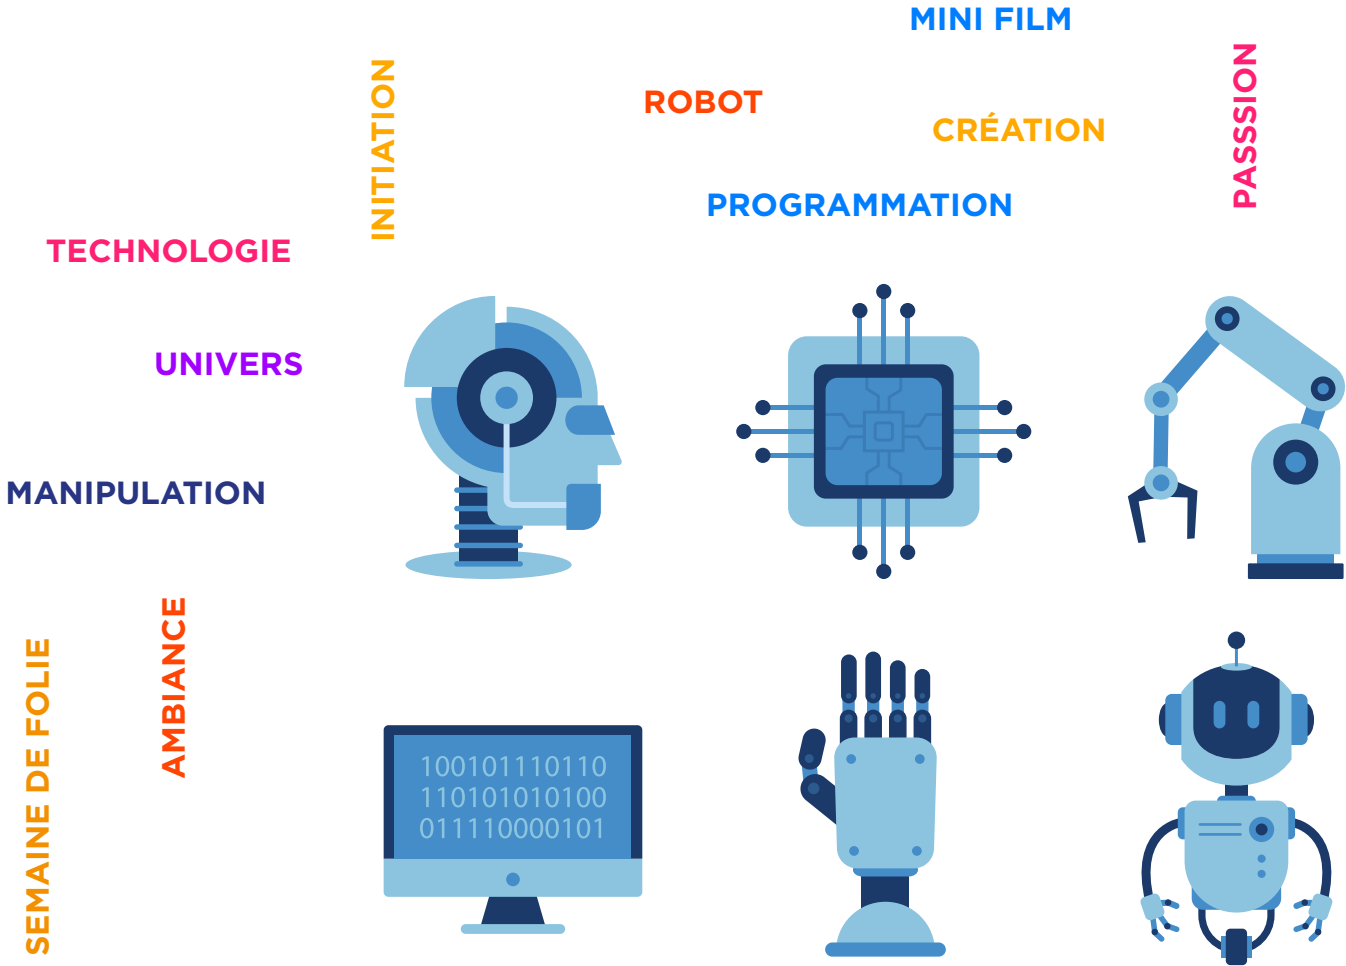 MINI FILM
INITIATION
ROBOT
CRÉATION
PASSSION
PROGRAMMATION
TECHNOLOGIE
UNIVERS
MANIPULATION
AMBIANCE
SEMAINE DE FOLIE
100101110110
110101010100
011110000101